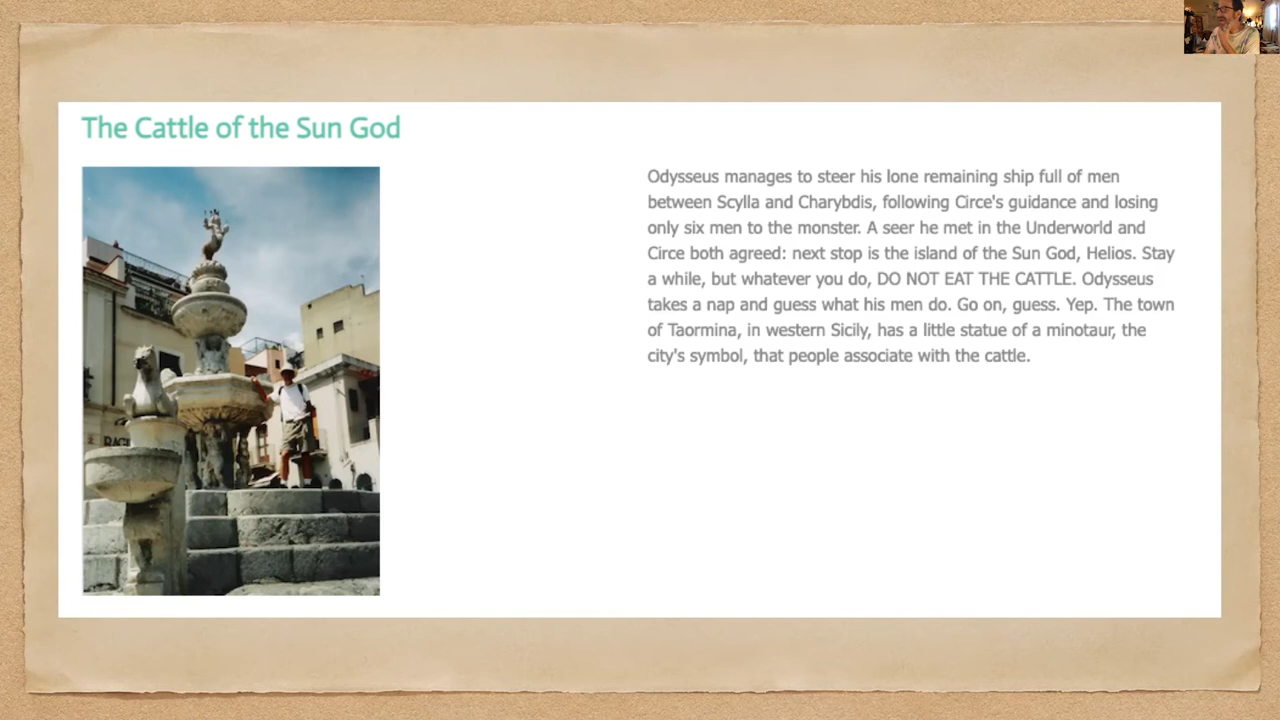 The Cattle of the Sun God
Odysseus manages to steer his lone remaining ship full of men
between Scylla and Charybdis, following Circe's guidance and losing
only six men to the monster. A seer he met in the Underworld and
Circe both agreed: next stop is the island of the Sun God, Helios. Stay
a while, but whatever you do, DO NOT EAT THE CATTLE. Odysseus
takes a nap and guess what his men do. Go on, guess. Yep. The town
of Taormina, in western Sicily, has a little statue of a minotaur, the
city's symbol, that people associate with the cattle.